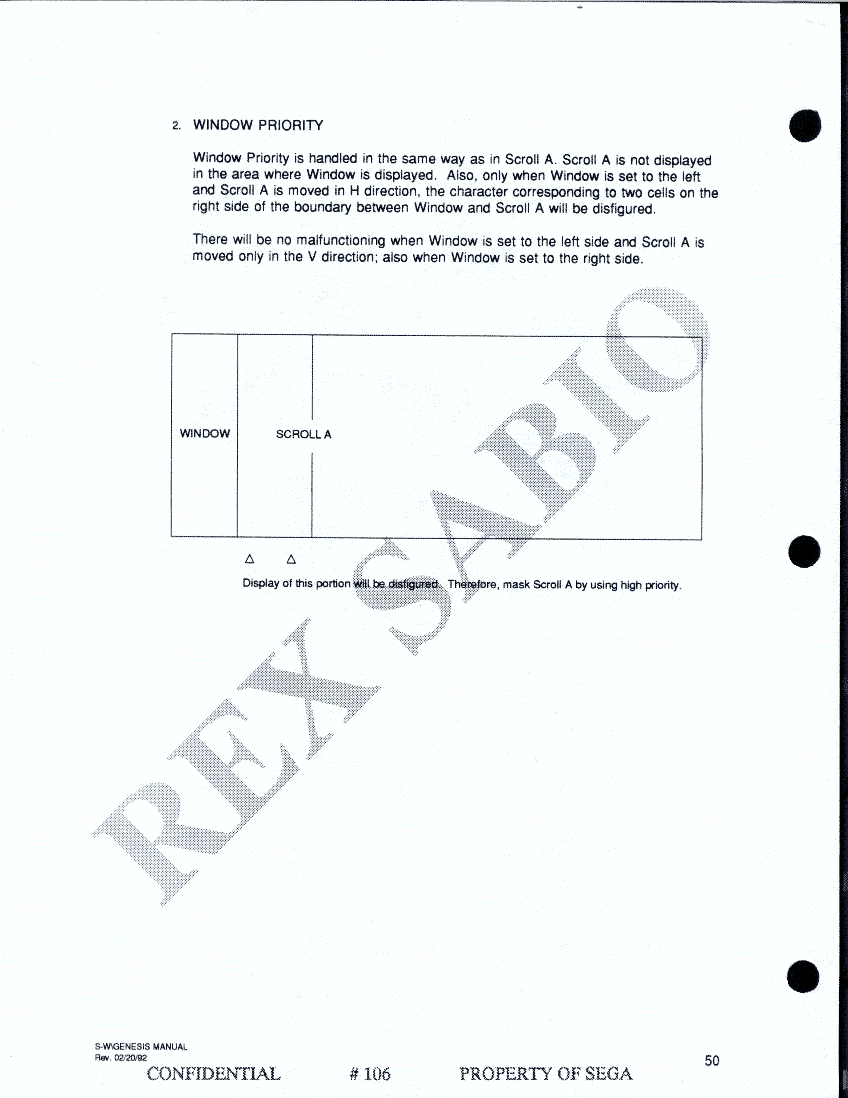 2. WINDOW PRIORITY
Window Priority is handled in the same way as in Scroll A. Scroll A is not displayed
in the area where Window is displayed. Also, only when Window is set to the left
and Scroll A is moved in H direction, the character corresponding to two cells on the
right side of the boundary between Window and Scroll A will be disfigured.
There will be no malfunctioning when Window is set to the left side and Scroll A is
moved only in the V direction; also when Window is set to the right side.
WINDOW
SCROLL A
Δ Δ
Display of this portion will be disfigured. Therefore, mask Scroll A by using high priority.
REX SABIO
S-W\GENESIS MANUAL
Rev. 02/20/92
50
CONFIDENTIAL # 106 PROPERTY OF SEGA